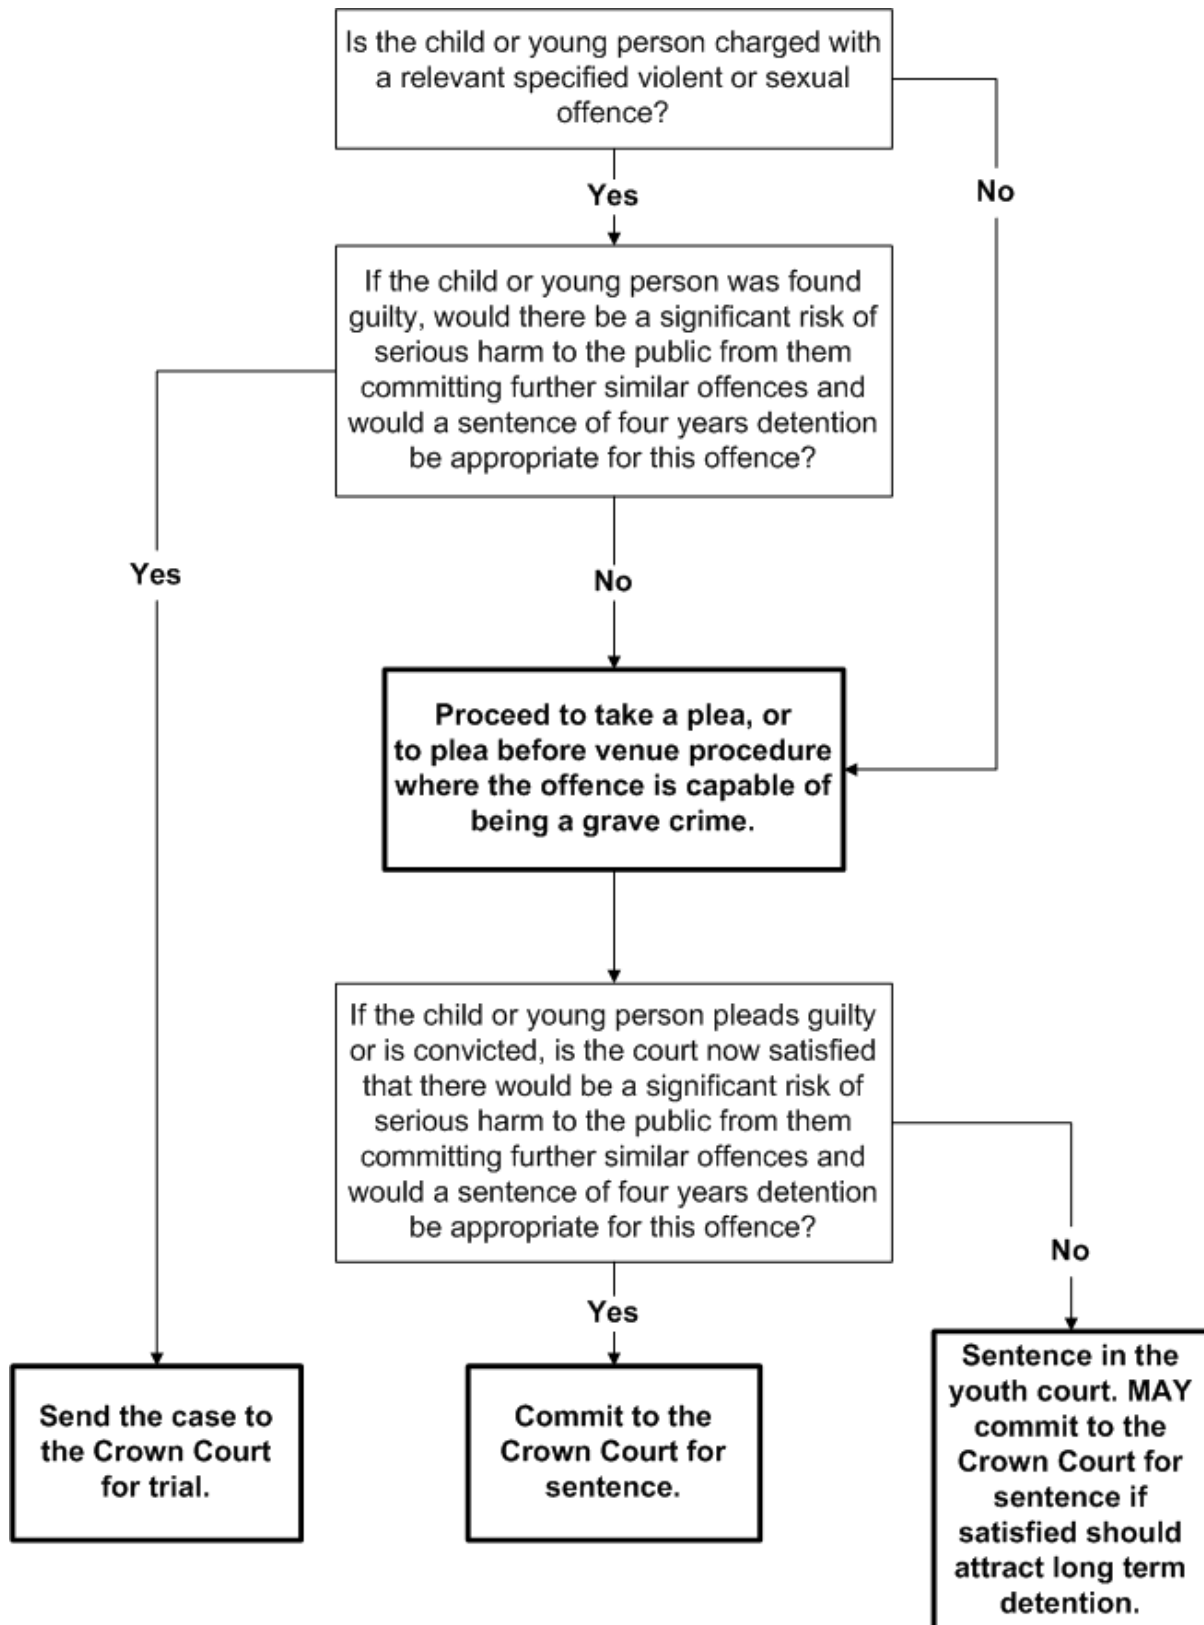 Is the child or young person charged with
a relevant specified violent or sexual
offence?
Yes
No
If the child or young person was found
guilty, would there be a significant risk of
serious harm to the public from them
committing further similar offences and
would a sentence of four years detention
be appropriate for this offence?
Yes
No
Proceed to take a plea, or
to plea before venue procedure
where the offence is capable of
being a grave crime.
If the child or young person pleads guilty
or is convicted, is the court now satisfied
that there would be a significant risk of
serious harm to the public from them
committing further similar offences and
would a sentence of four years detention
be appropriate for this offence?
No
Yes
Send the case to
the Crown Court
for trial.
Commit to the
Crown Court for
sentence.
Sentence in the
youth court. MAY
commit to the
Crown Court for
sentence if
satisfied should
attract long term
detention.